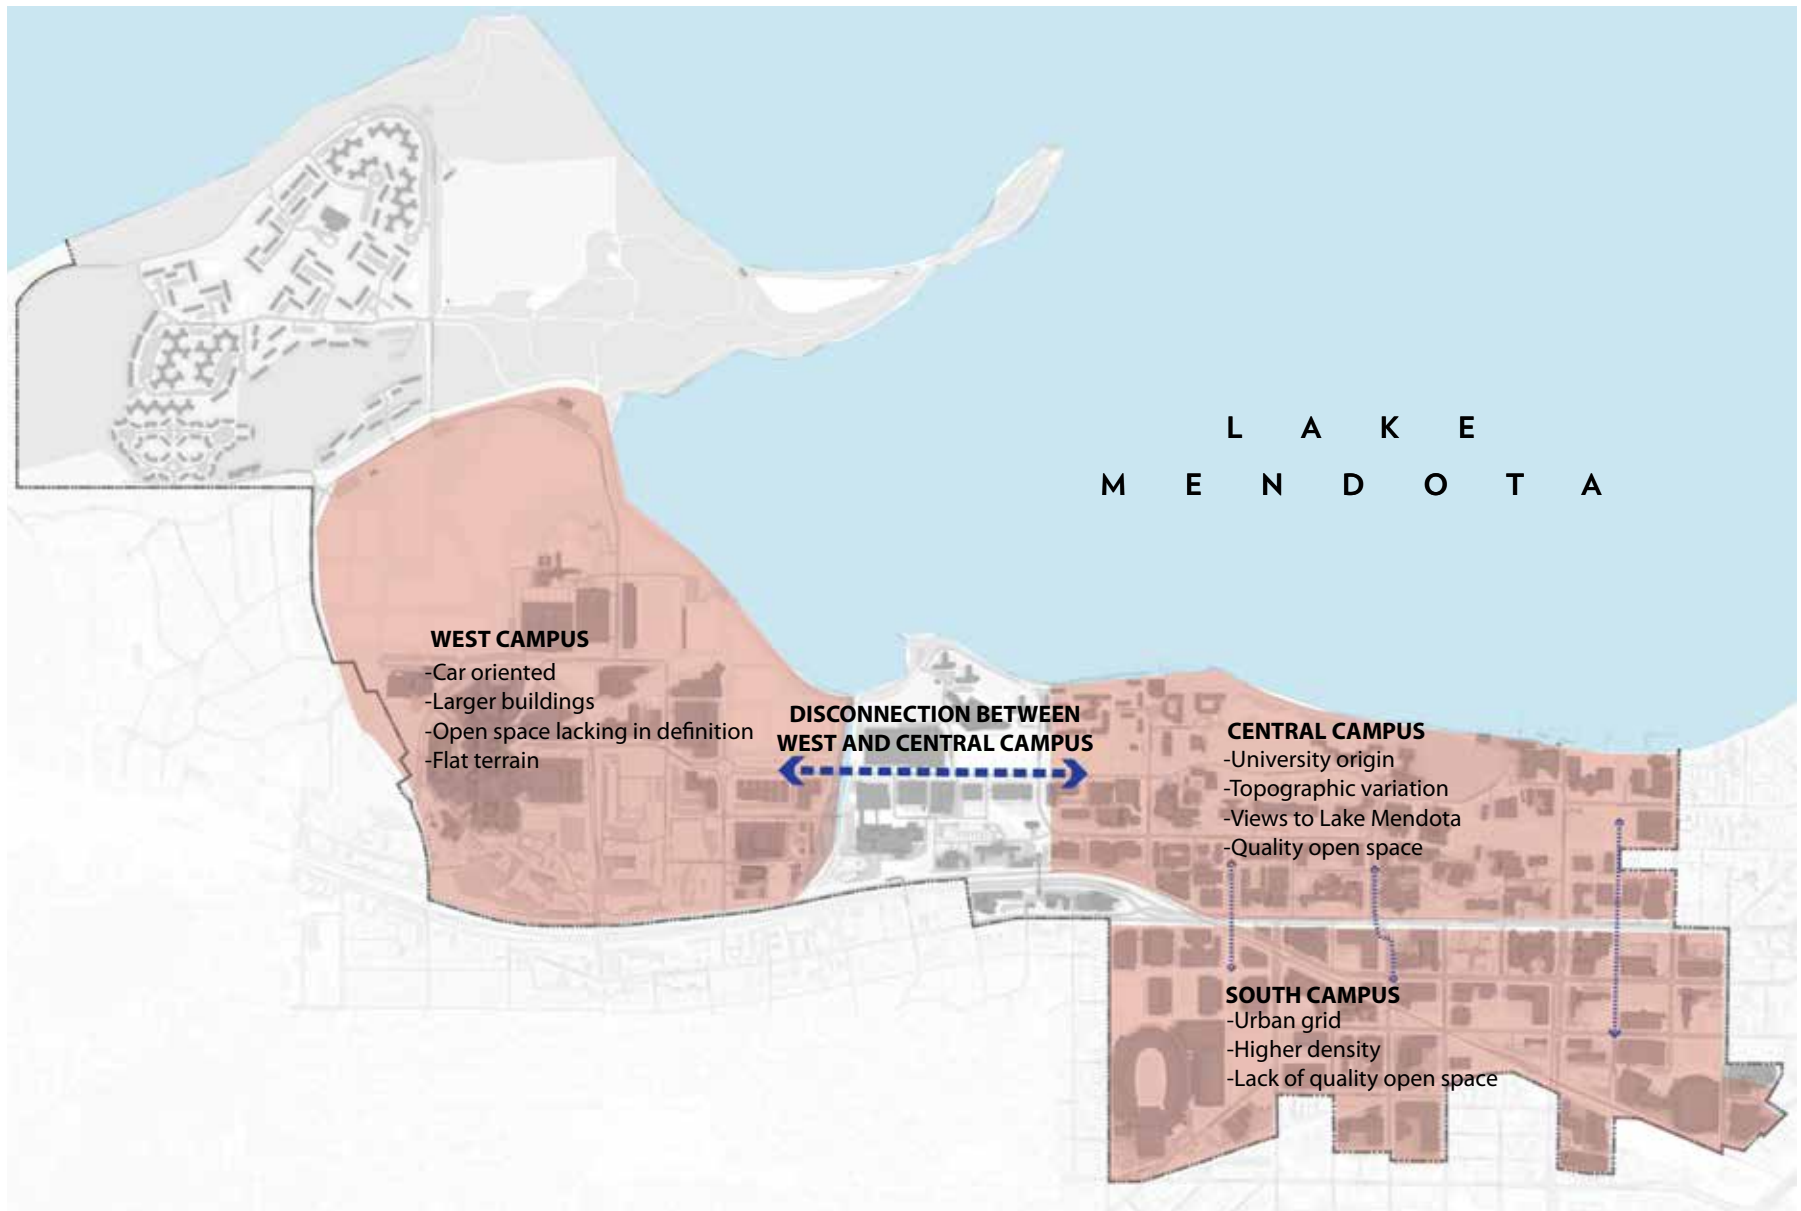 LAKE
MENDOTA
WEST CAMPUS
-Car oriented
-Larger buildings
-Open space lacking in definition
-Flat terrain
DISCONNECTION BETWEEN
WEST AND CENTRAL CAMPUS
CENTRAL CAMPUS
-University origin
-Topographic variation
-Views to Lake Mendota
-Quality open space
SOUTH CAMPUS
-Urban grid
-Higher density
-Lack of quality open space